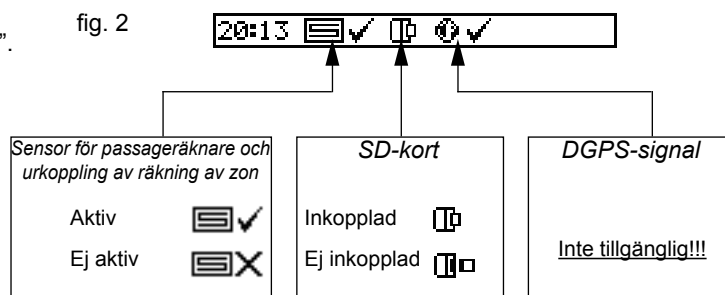 ”.
fig. 2
20:13
Sensor för passageräknare och
urkoppling av räkning av zon
Aktiv
Ej aktiv
SD-kort
Inkopplad
Ej inkopplad
DGPS-signal
Inte tillgänglig!!!